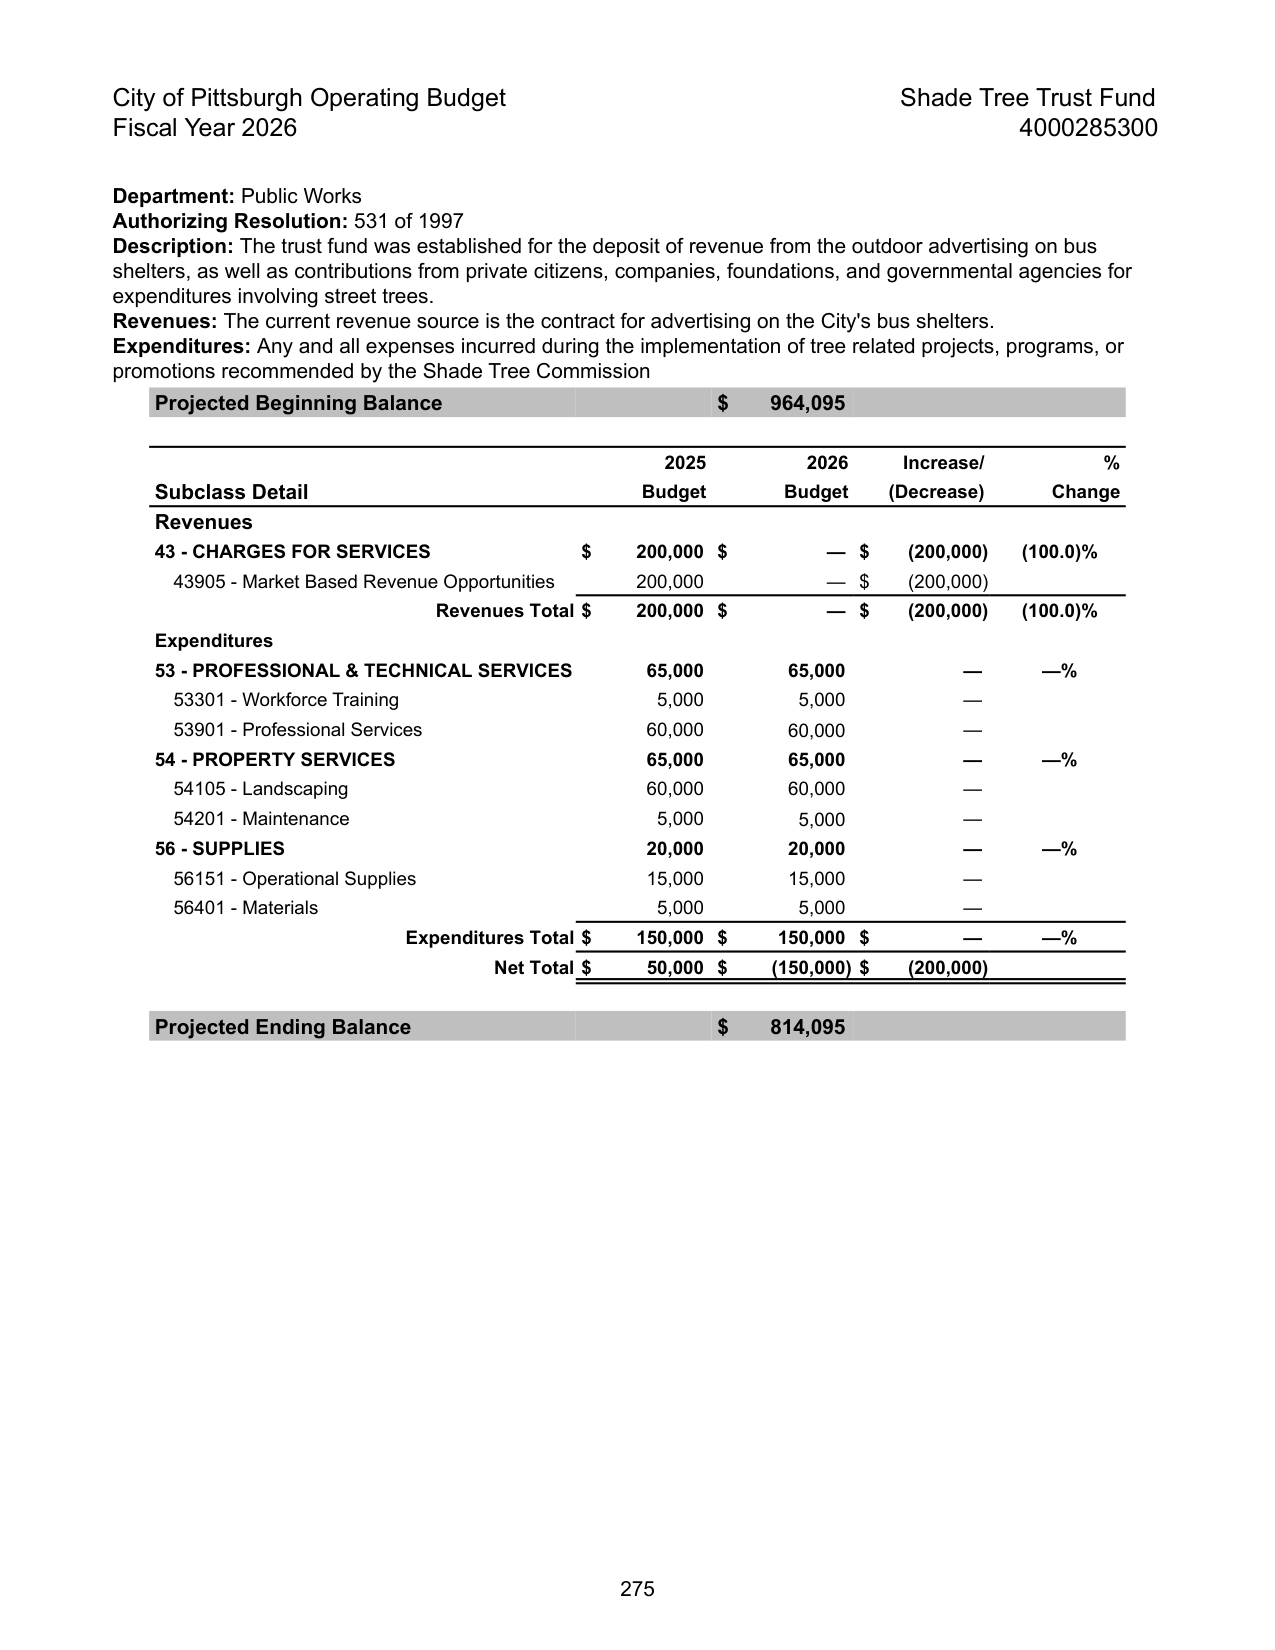 City of Pittsburgh Operating Budget Shade Tree Trust Fund
Fiscal Year 2026 4000285300
Department: Public Works
Authorizing Resolution: 531 of 1997
Description: The trust fund was established for the deposit of revenue from the outdoor advertising on bus
shelters, as well as contributions from private citizens, companies, foundations, and governmental agencies for
expenditures involving street trees.
Revenues: The current revenue source is the contract for advertising on the City's bus shelters.
Expenditures: Any and all expenses incurred during the implementation of tree related projects, programs, or
promotions recommended by the Shade Tree Commission
Projected Beginning Balance $ 964,095
2025 2026 Increase/ %
Subclass Detail Budget Budget (Decrease) Change
Revenues
43 - CHARGES FOR SERVICES $ 200,000 $ — $ (200,000) (100.0)%
43905 - Market Based Revenue Opportunities 200,000 — $ (200,000)
Revenues Total $ 200,000 $ — $ (200,000) (100.0)%
Expenditures
53 - PROFESSIONAL & TECHNICAL SERVICES 65,000 65,000 — —%
53301 - Workforce Training 5,000 5,000 —
53901 - Professional Services 60,000 60,000 —
54 - PROPERTY SERVICES 65,000 65,000 — —%
54105 - Landscaping 60,000 60,000 —
54201 - Maintenance 5,000 5,000 —
56 - SUPPLIES 20,000 20,000 — —%
56151 - Operational Supplies 15,000 15,000 —
56401 - Materials 5,000 5,000 —
Expenditures Total $ 150,000 $ 150,000 $ — —%
Net Total $ 50,000 $ (150,000) $ (200,000)
Projected Ending Balance $ 814,095
275